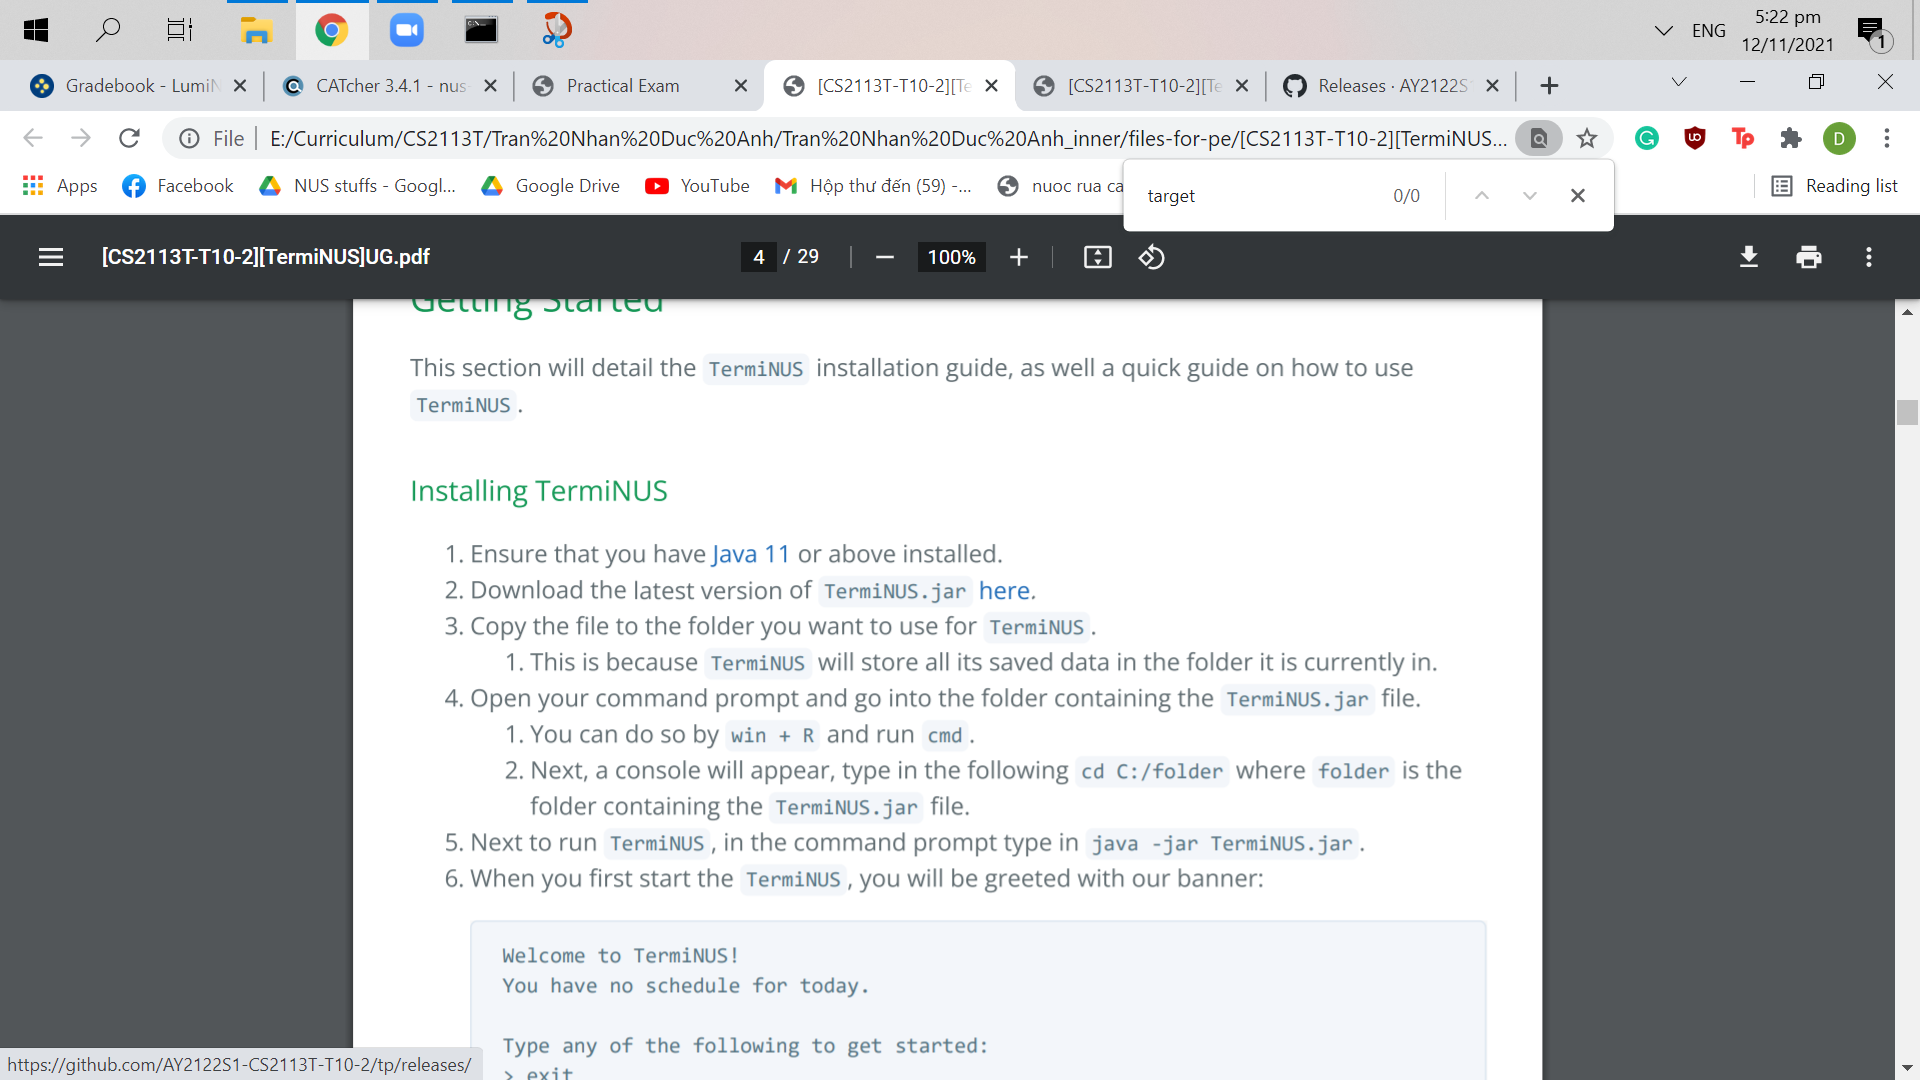 ENG
5:22 pm
12/11/2021
1
Gradebook - LumiN
CATcher 3.4.1 - nus-
Practical Exam
[CS2113T-T10-2][Te
[CS2113T-T10-2][Te
Releases · AY2122S1
File
E:/Curriculum/CS2113T/Tran%20Nhan%20Duc%20Anh/Tran%20Nhan%20Duc%20Anh_inner/files-for-pe/[CS2113T-T10-2][TermiNUS...
D
Apps
Facebook
NUS stuffs - Googl...
Google Drive
YouTube
Hộp thư đến (59) -...
nuoc rua ca
Reading list
target
0/0
[CS2113T-T10-2][TermiNUS]UG.pdf
4 / 29
100%
Getting Started
This section will detail the TermiNUS installation guide, as well a quick guide on how to use
TermiNUS.
Installing TermiNUS
1. Ensure that you have Java 11 or above installed.
2. Download the latest version of TermiNUS.jar here.
3. Copy the file to the folder you want to use for TermiNUS.
1. This is because TermiNUS will store all its saved data in the folder it is currently in.
4. Open your command prompt and go into the folder containing the TermiNUS.jar file.
1. You can do so by win + R and run cmd.
2. Next, a console will appear, type in the following cd C:/folder where folder is the
folder containing the TermiNUS.jar file.
5. Next to run TermiNUS, in the command prompt type in java -jar TermiNUS.jar.
6. When you first start the TermiNUS, you will be greeted with our banner:
Welcome to TermiNUS!
You have no schedule for today.
Type any of the following to get started:
> exit
https://github.com/AY2122S1-CS2113T-T10-2/tp/releases/